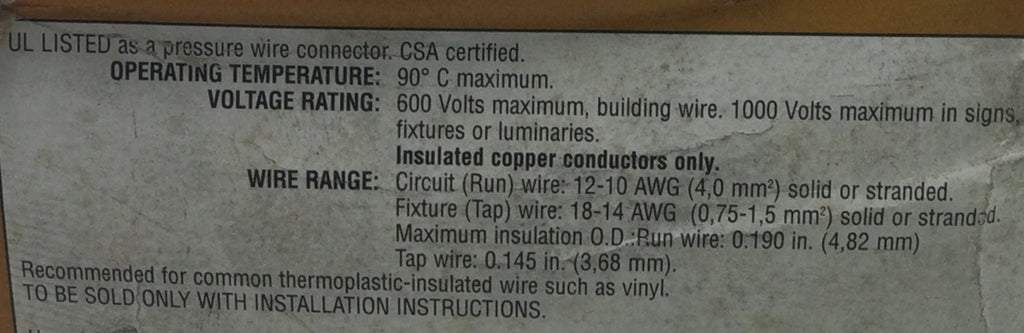 UL LISTED as a pressure wire connector. CSA certified.
OPERATING TEMPERATURE: 90° C maximum.
VOLTAGE RATING: 600 Volts maximum, building wire. 1000 Volts maximum in signs,
fixtures or luminaries.
Insulated copper conductors only.
WIRE RANGE: Circuit (Run) wire: 12-10 AWG (4,0 mm²) solid or stranded.
Fixture (Tap) wire: 18-14 AWG (0,75-1,5 mm²) solid or stranded.
Maximum insulation O.D.:Run wire: 0.190 in. (4,82 mm)
Tap wire: 0.145 in. (3,68 mm).
Recommended for common thermoplastic-insulated wire such as vinyl.
TO BE SOLD ONLY WITH INSTALLATION INSTRUCTIONS.